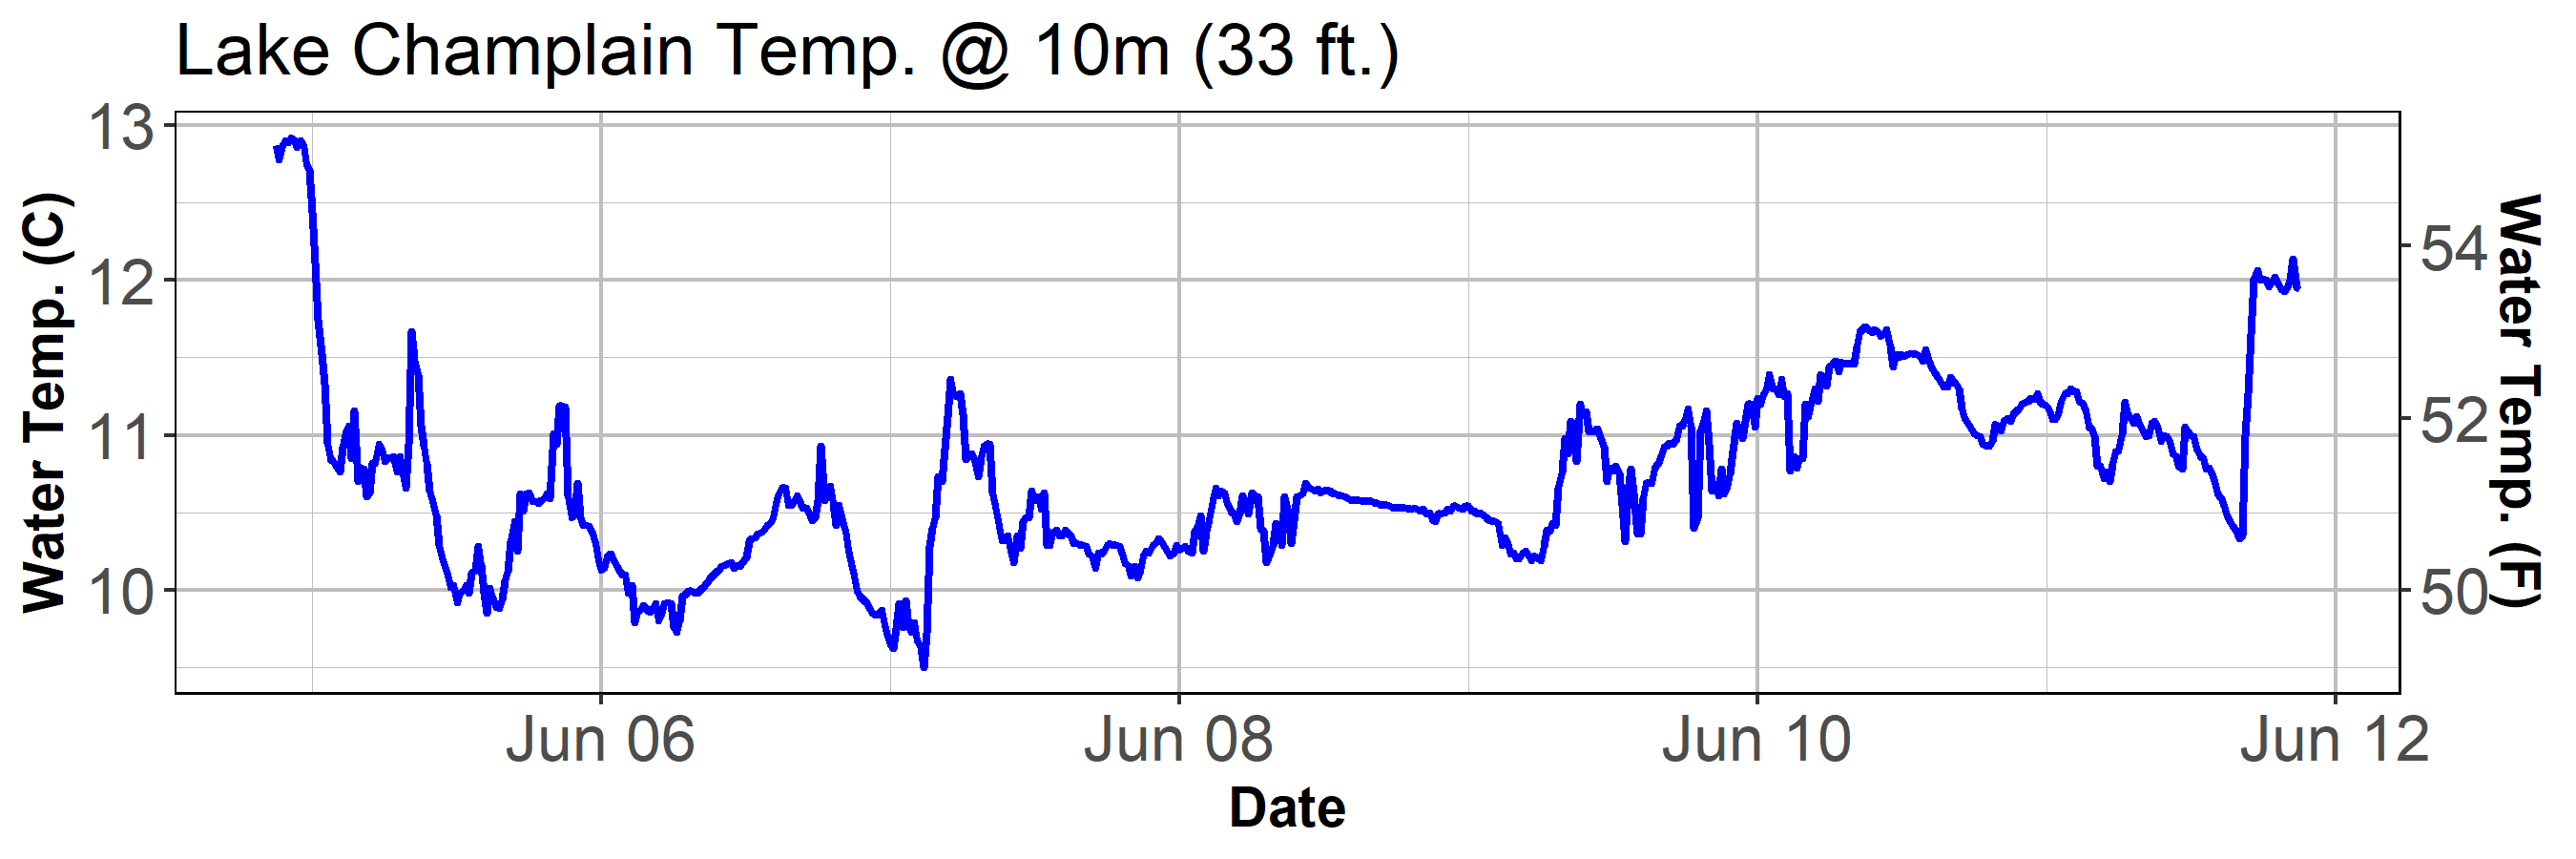 Lake Champlain Temp. @ 10m (33 ft.)
Water Temp. (C)
13
12
11
10
54
52
50
Water Temp. (F)
Jun 06 Jun 08 Jun 10 Jun 12
Date